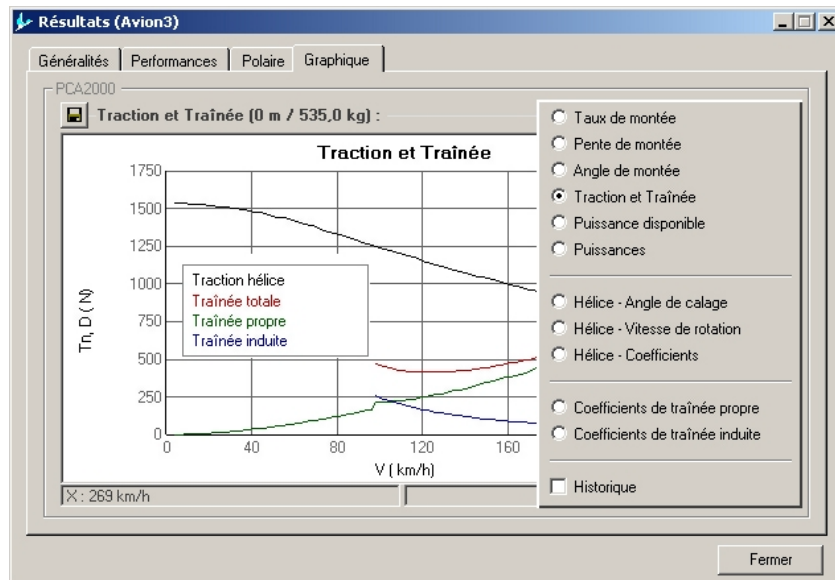 Résultats (Avion3)
Généralités Performances Polaire Graphique
PCA2000
Traction et Traînée (0 m / 535,0 kg) :
Traction et Traînée
1750
1500
1250
1000
750
500
250
0
Tn, D ( N)
Traction hélice
Traînée totale
Traînée propre
Traînée induite
0 40 80 120 160
V ( km/h)
X : 269 km/h
Taux de montée
Pente de montée
Angle de montée
Traction et Traînée
Puissance disponible
Puissances
Hélice - Angle de calage
Hélice - Vitesse de rotation
Hélice - Coefficients
Coefficients de traînée propre
Coefficients de traînée induite
Historique
Fermer